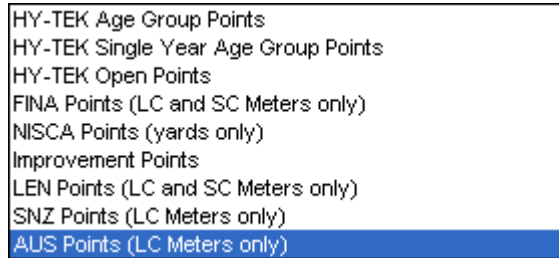 HY-TEK Age Group Points
HY-TEK Single Year Age Group Points
HY-TEK Open Points
FINA Points (LC and SC Meters only)
NISCA Points (yards only)
Improvement Points
LEN Points (LC and SC Meters only)
SNZ Points (LC Meters only)
AUS Points (LC Meters only)